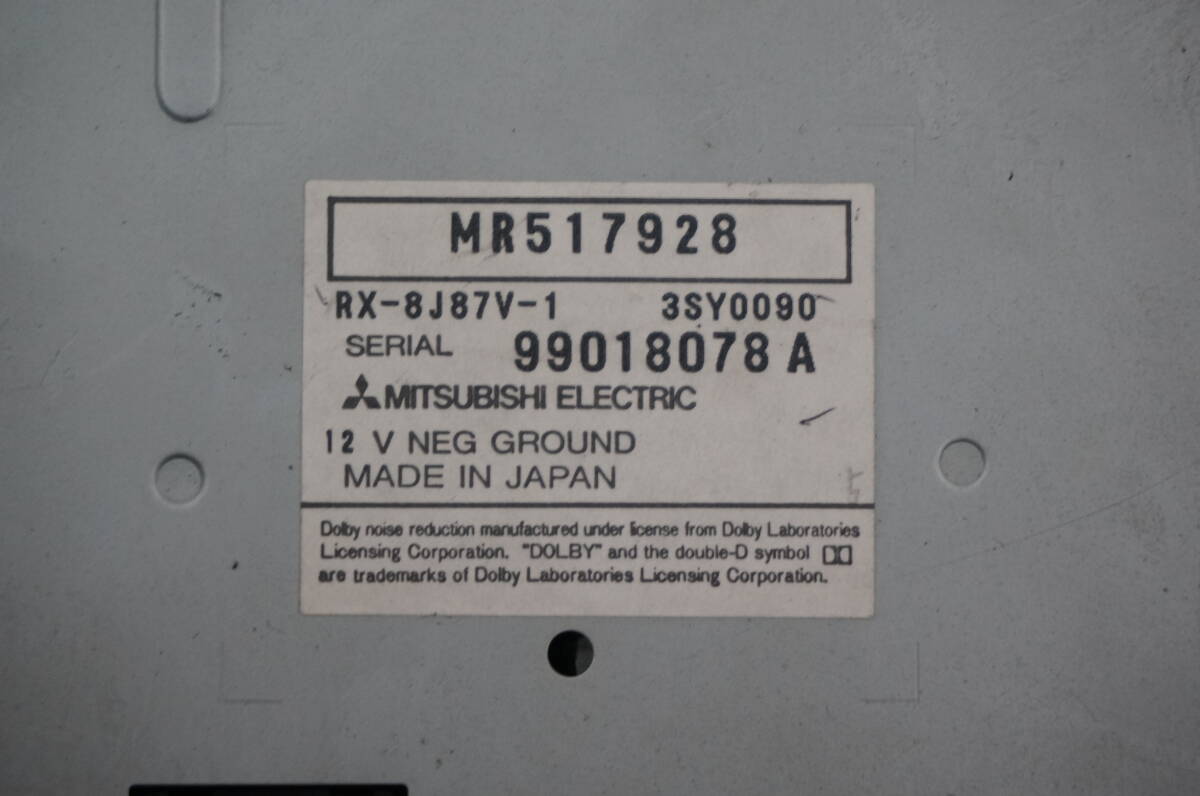 MR517928
RX-8J87V-1 3SY0090
SERIAL 99018078A
MITSUBISHI ELECTRIC
12 V NEG GROUND
MADE IN JAPAN
Dolby noise reduction manufactured under license from Dolby Laboratories
Licensing Corporation. "DOLBY" and the double-D symbol
are trademarks of Dolby Laboratories Licensing Corporation.